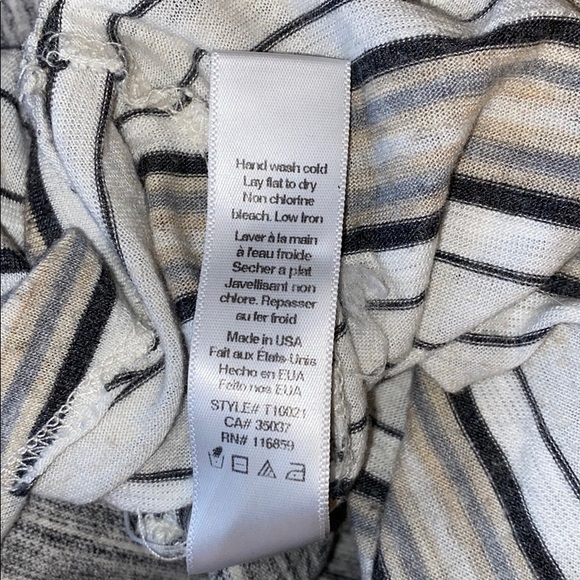 Hand wash cold
Lay flat to dry
Non chlorine
bleach. Low Iron
Laver à la main
à l'eau froide
Secher a plat
Javellisant non
chlore. Repasser
au fer froid
Made in USA
Fait aux États-Unis
Hecho en EUA
Feito nos EUA
STYLE# T10021
CA# 35037
RN# 116859